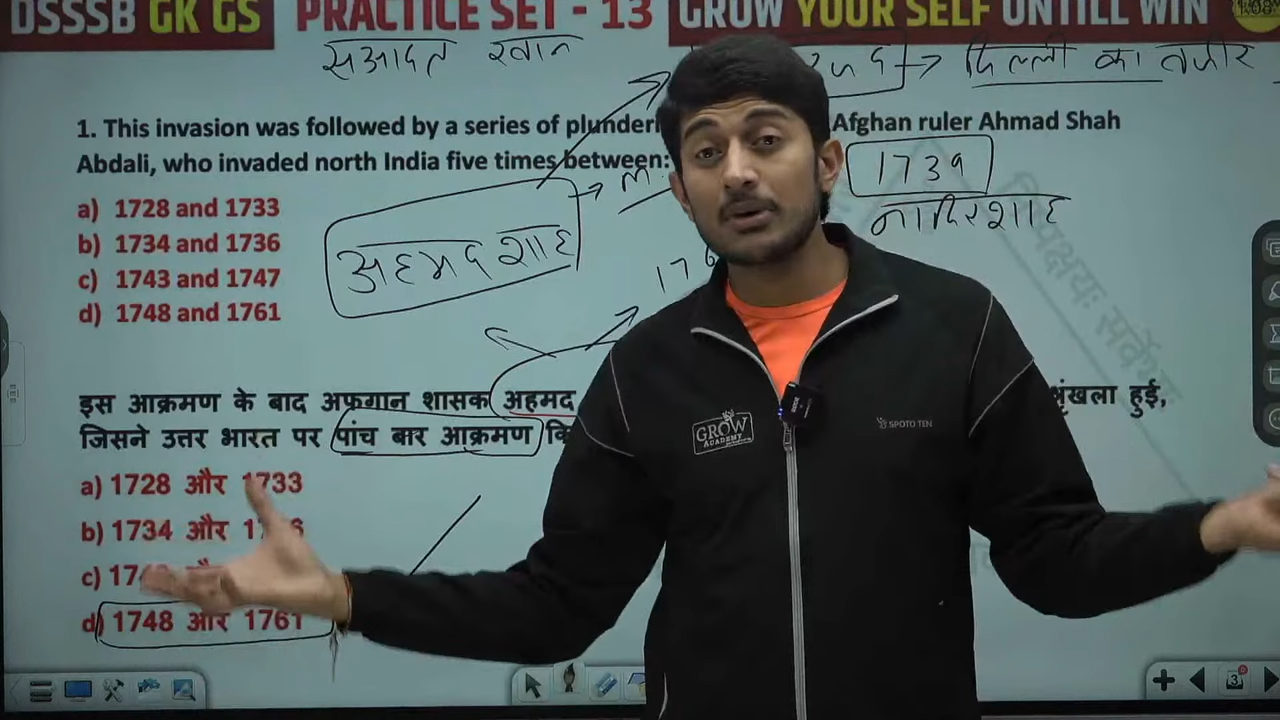 DSSSB GK GS PRACTICE SET - 13 GROW YOUR SELF UNTILL WIN
सआदत खान
दिल्ली का वजीर
1. This invasion was followed by a series of Afghan ruler Ahmad Shah
Abdali, who invaded north India five times between:
1739
नादिरशाह
a) 1728 and 1733
b) 1734 and 1736
c) 1743 and 1747
d) 1748 and 1761
अहमद शाह
इस आक्रमण के बाद अफगान शासक अहमद हुई,
जिसने उत्तर भारत पर पांच बार आक्रमण
a) 1728 और 1733
b) 1734 और
c)
d) 1748 और 1761
GROW
ACADEMY
SPOTO TEN
3